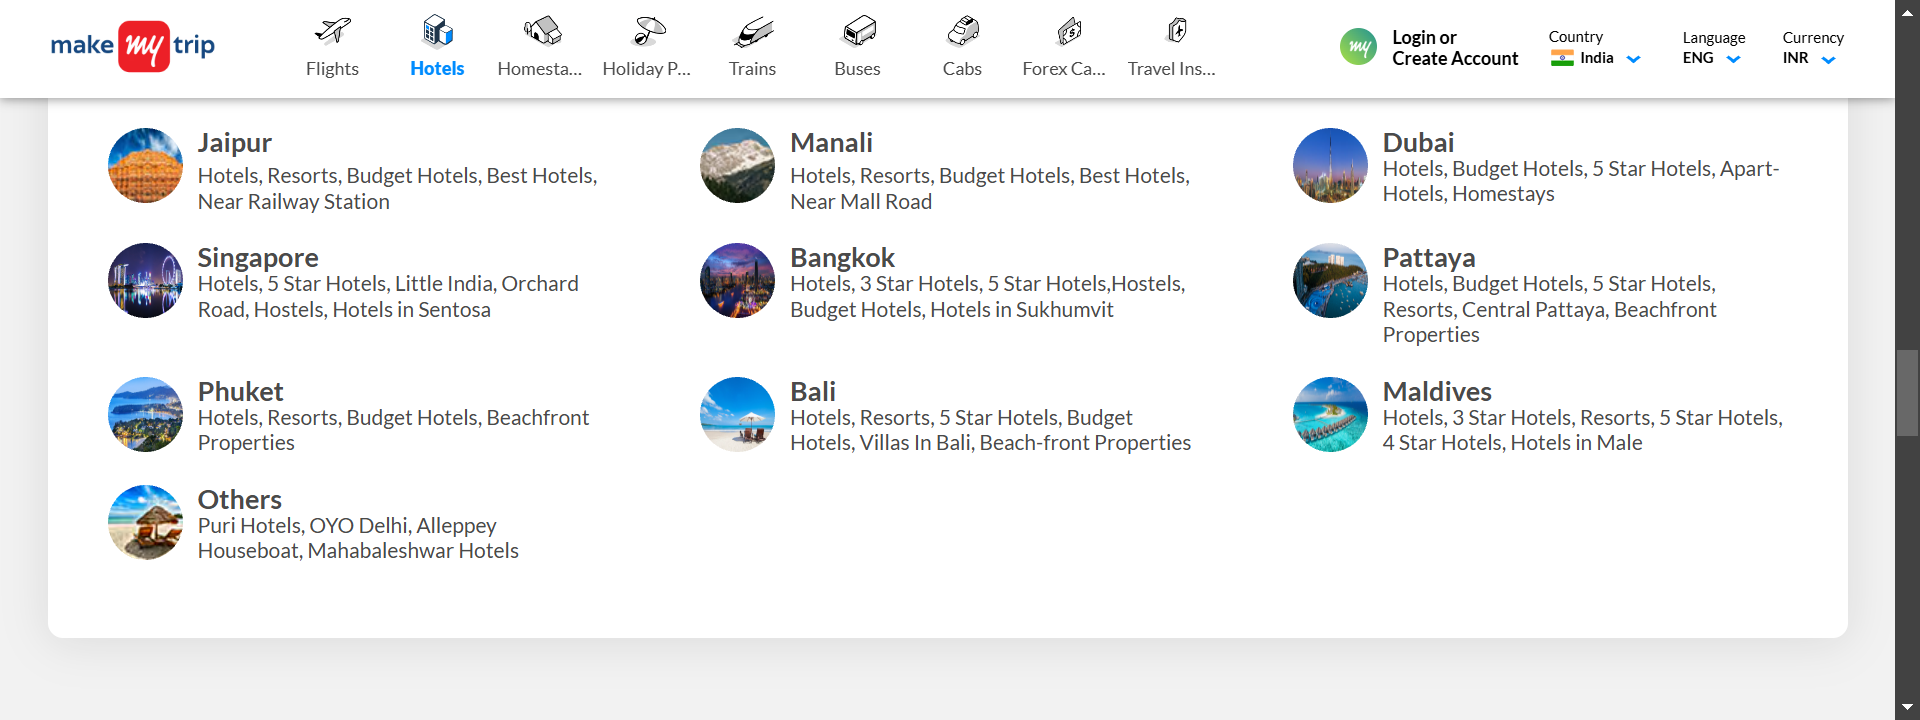 make my trip
Flights
Hotels
Homesta...
Holiday P...
Trains
Buses
Cabs
Forex Ca...
Travel Ins...
my
Login or
Create Account
Country
India
Language
ENG
Currency
INR
Jaipur
Hotels, Resorts, Budget Hotels, Best Hotels,
Near Railway Station
Manali
Hotels, Resorts, Budget Hotels, Best Hotels,
Near Mall Road
Dubai
Hotels, Budget Hotels, 5 Star Hotels, Apart-
Hotels, Homestays
Singapore
Hotels, 5 Star Hotels, Little India, Orchard
Road, Hostels, Hotels in Sentosa
Bangkok
Hotels, 3 Star Hotels, 5 Star Hotels,Hostels,
Budget Hotels, Hotels in Sukhumvit
Pattaya
Hotels, Budget Hotels, 5 Star Hotels,
Resorts, Central Pattaya, Beachfront
Properties
Phuket
Hotels, Resorts, Budget Hotels, Beachfront
Properties
Bali
Hotels, Resorts, 5 Star Hotels, Budget
Hotels, Villas In Bali, Beach-front Properties
Maldives
Hotels, 3 Star Hotels, Resorts, 5 Star Hotels,
4 Star Hotels, Hotels in Male
Others
Puri Hotels, OYO Delhi, Alleppey
Houseboat, Mahabaleshwar Hotels